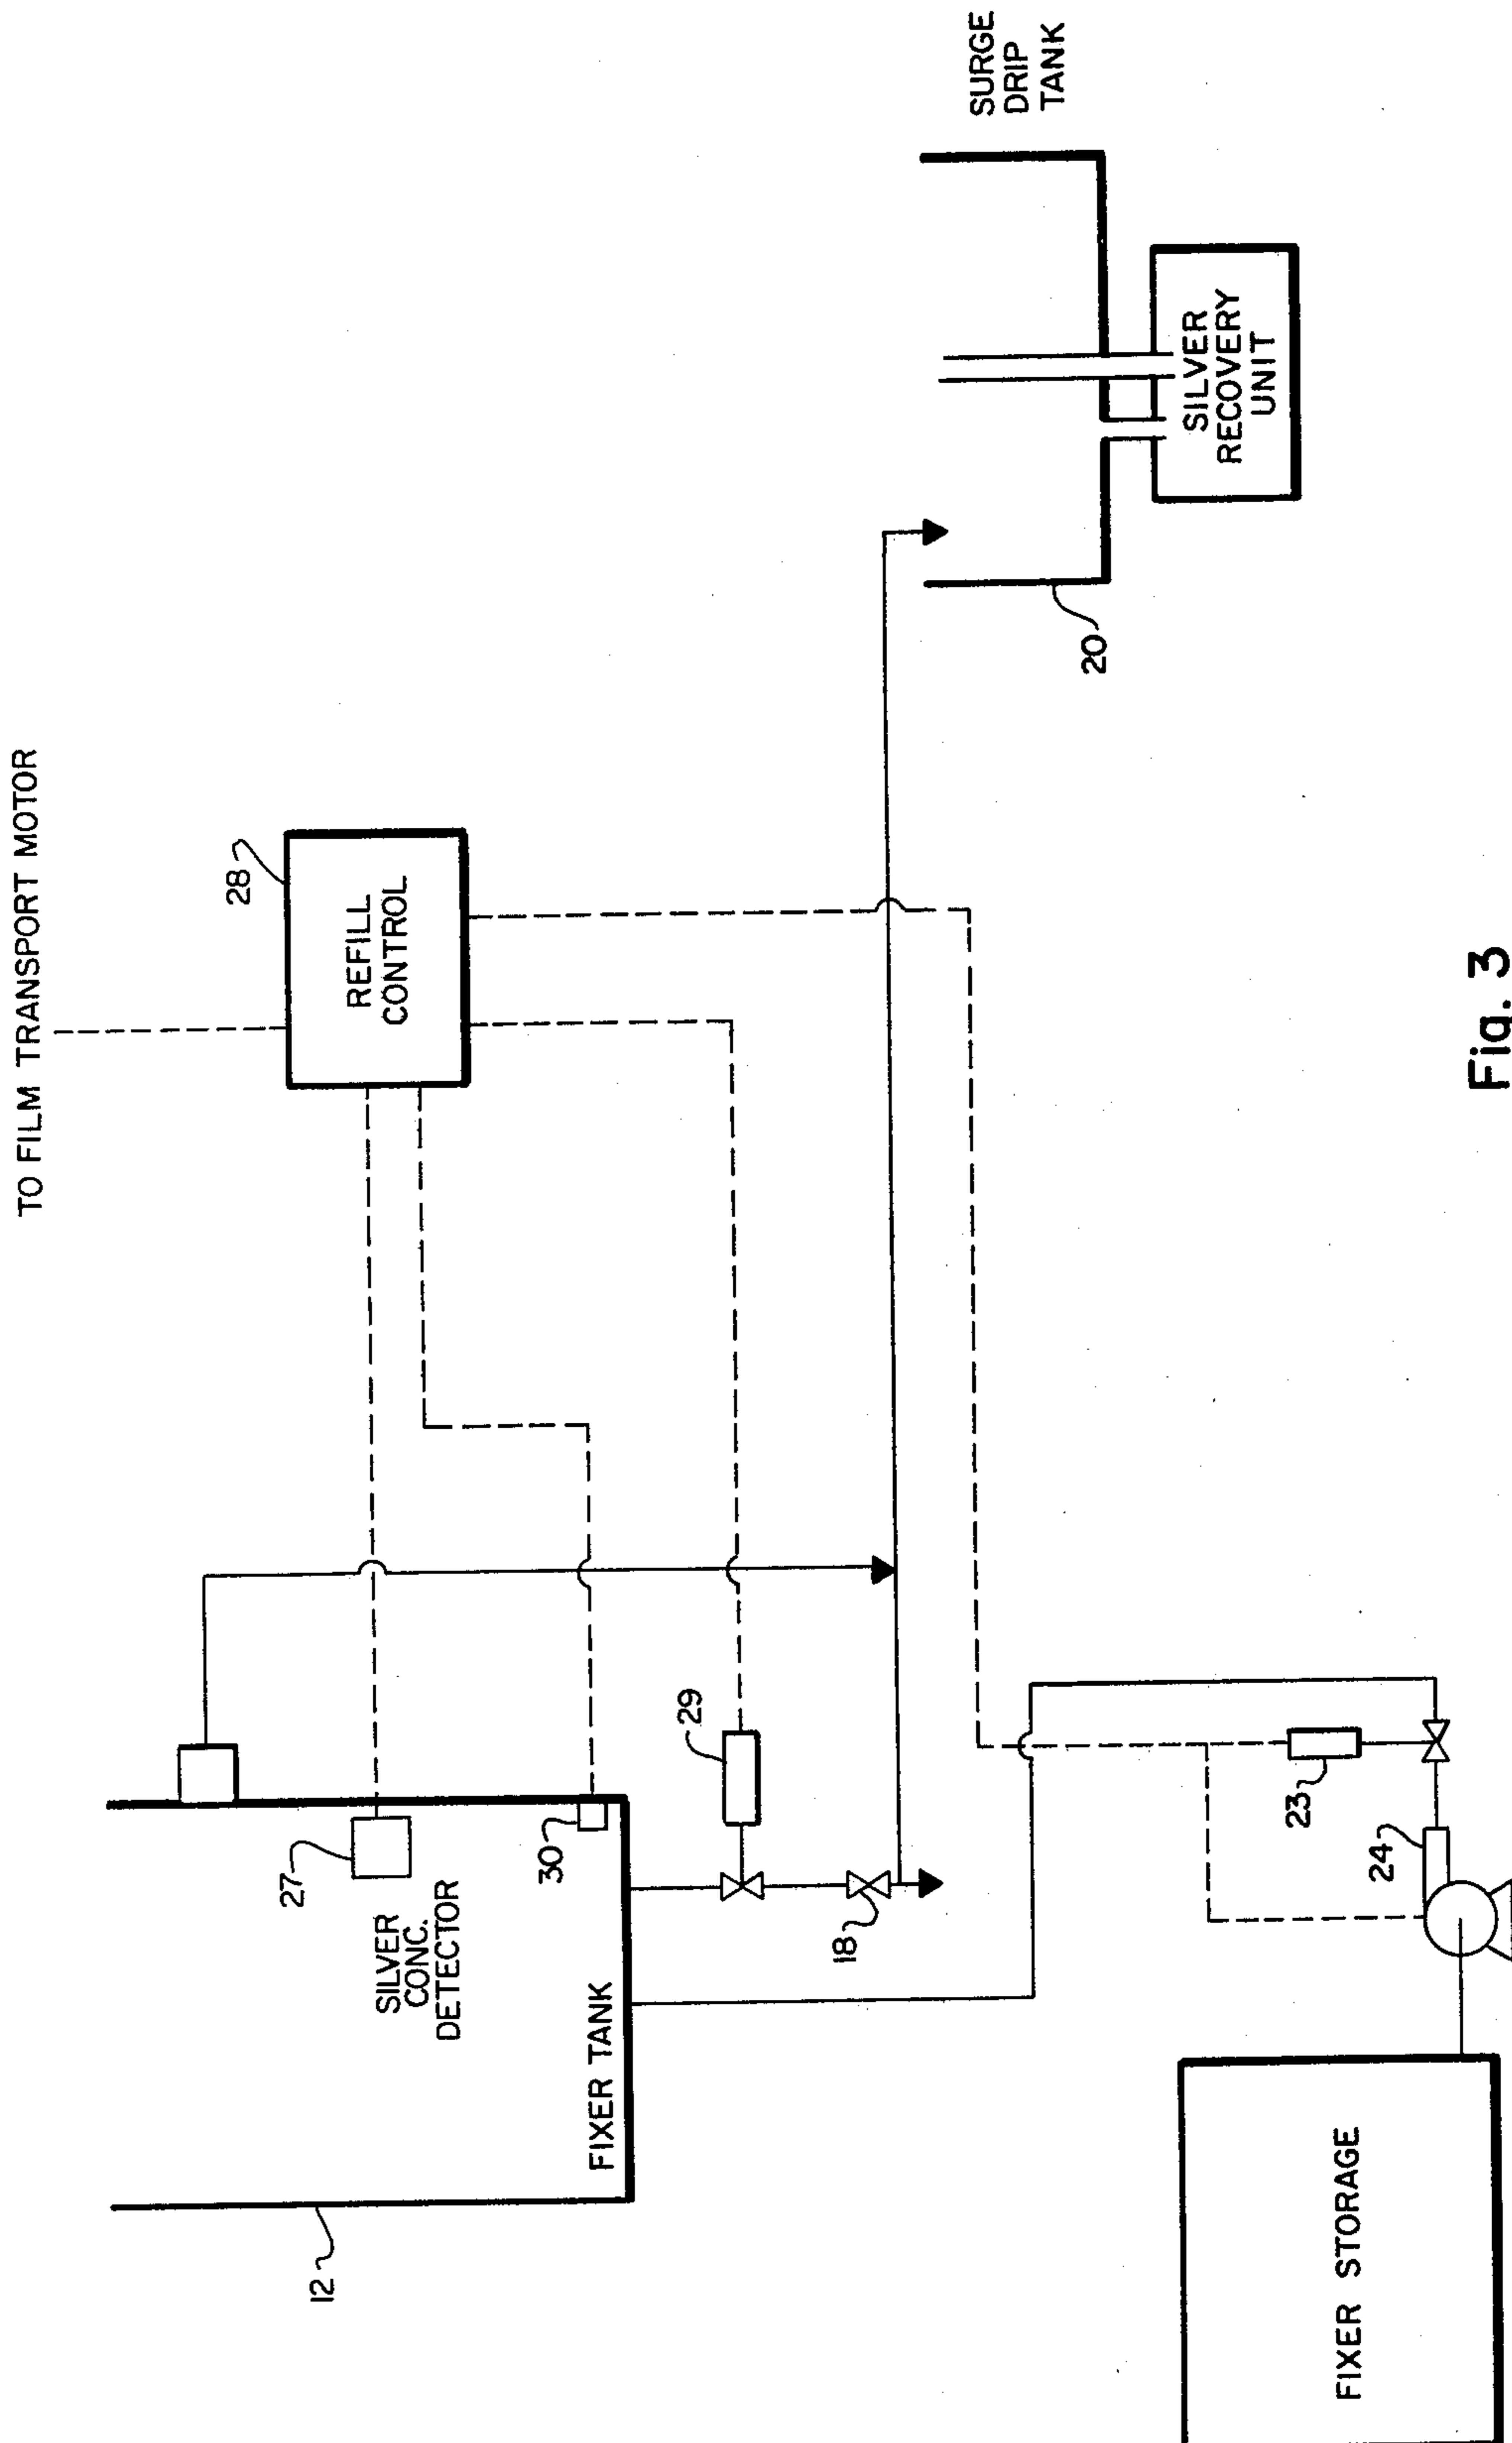 TO FILM TRANSPORT MOTOR
28
REFILL
CONTROL
12
27
SILVER
CONC.
DETECTOR
30
FIXER TANK
29
18
SURGE
DRIP
TANK
20
SILVER
RECOVERY
UNIT
23
24
FIXER STORAGE
Fig. 3